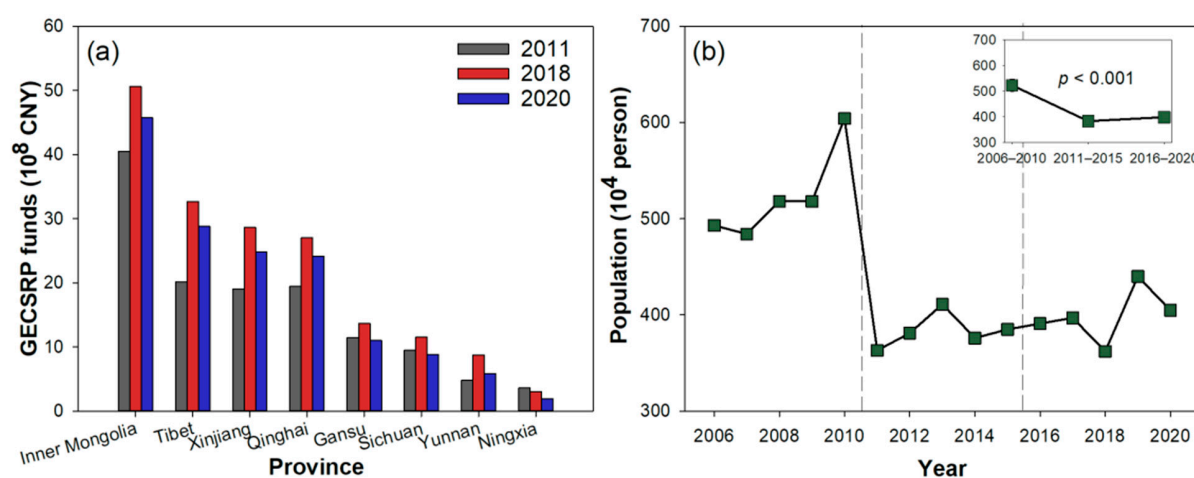 (a)
2011
2018
2020
GECSRP funds (10⁸ CNY)
60
50
40
30
20
10
0
Inner Mongolia
Tibet
Xinjiang
Qinghai
Gansu
Sichuan
Yunnan
Ningxia
Province
(b)
Population (10⁴ person)
700
600
500
400
300
2006
2008
2010
2012
2014
2016
2018
2020
Year
700
600
500
400
300
p < 0.001
2006–2010
2011–2015
2016–2020